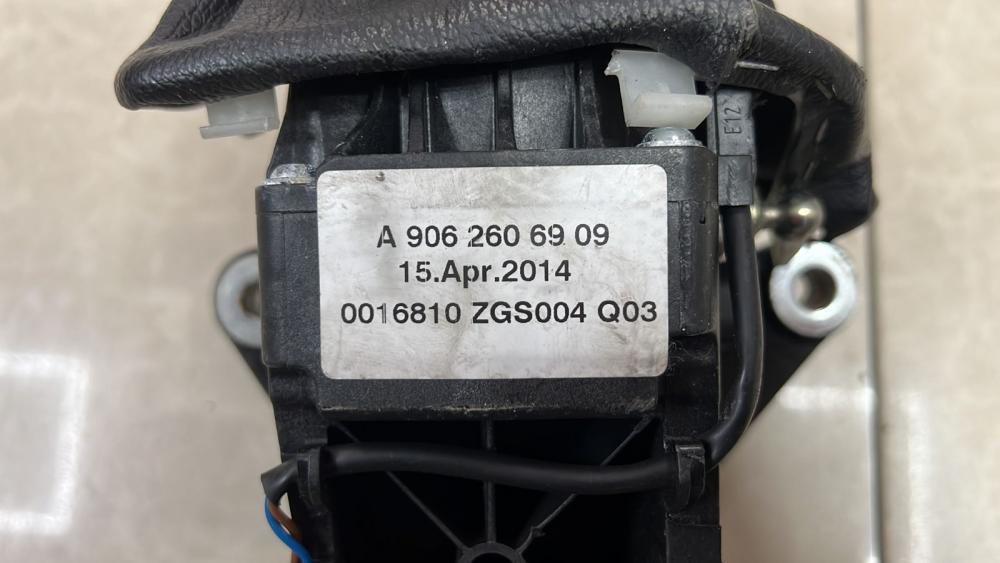 E12
A 906 260 69 09
15.Apr.2014
0016810 ZGS004 Q03